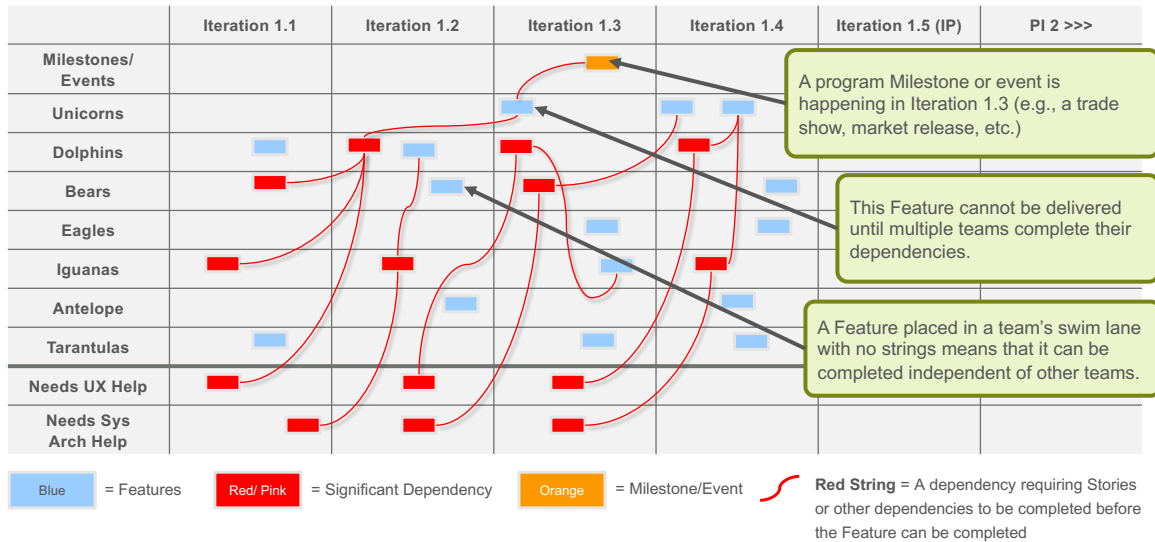 Iteration 1.1
Iteration 1.2
Iteration 1.3
Iteration 1.4
Iteration 1.5 (IP)
PI 2 >>>
Milestones/
Events
Unicorns
Dolphins
Bears
Eagles
Iguanas
Antelope
Tarantulas
Needs UX Help
Needs Sys
Arch Help
A program Milestone or event is
happening in Iteration 1.3 (e.g., a trade
show, market release, etc.)
This Feature cannot be delivered
until multiple teams complete their
dependencies.
A Feature placed in a team’s swim lane
with no strings means that it can be
completed independent of other teams.
Blue
= Features
Red/ Pink
= Significant Dependency
Orange
= Milestone/Event
Red String = A dependency requiring Stories
or other dependencies to be completed before
the Feature can be completed